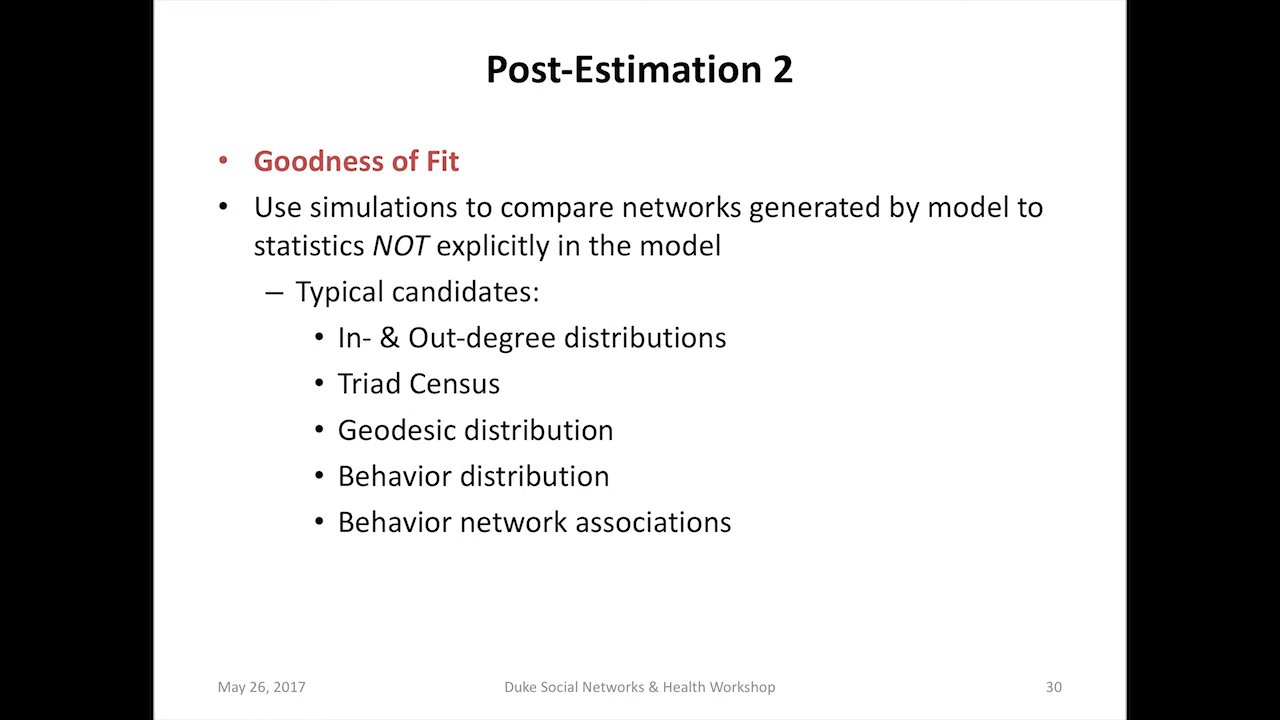 Post-Estimation 2
• Goodness of Fit
• Use simulations to compare networks generated by model to
statistics NOT explicitly in the model
– Typical candidates:
• In- & Out-degree distributions
• Triad Census
• Geodesic distribution
• Behavior distribution
• Behavior network associations
May 26, 2017
Duke Social Networks & Health Workshop
30